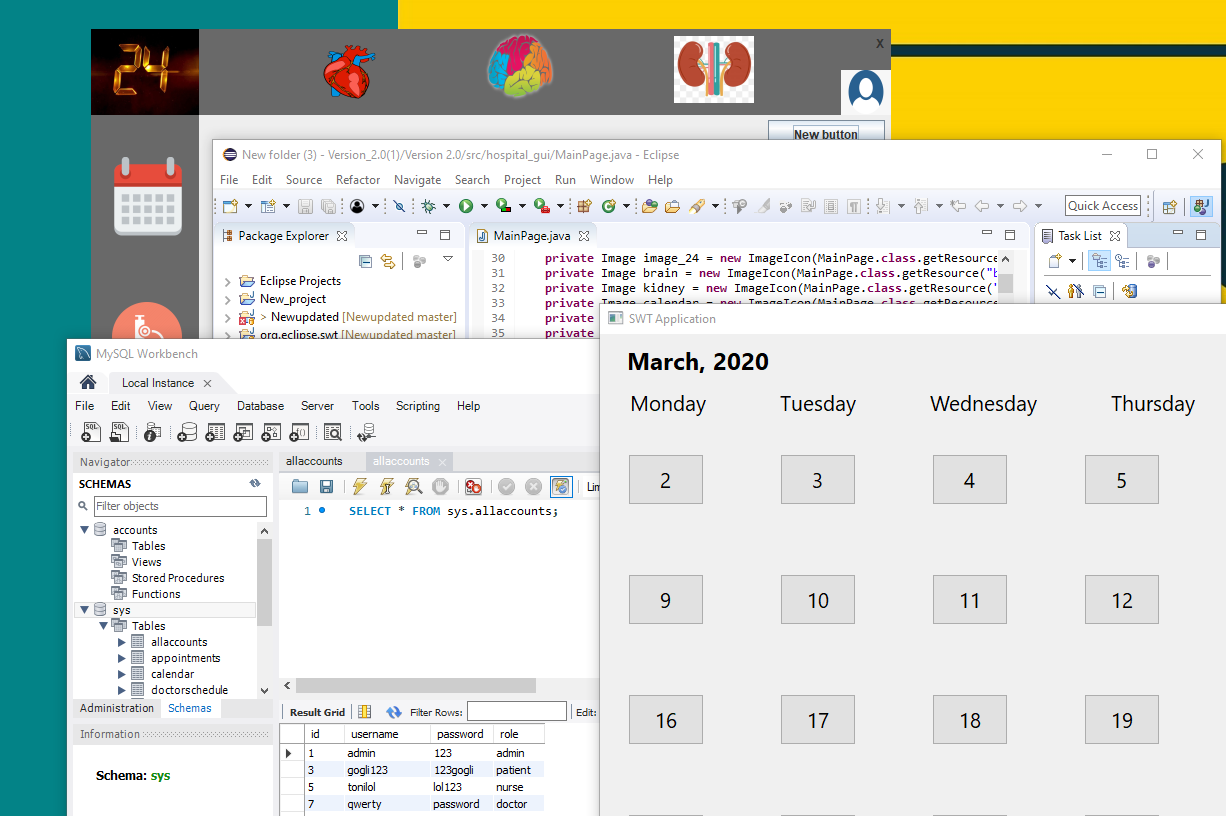 24
X
New button
New folder (3) - Version_2.0(1)/Version 2.0/src/hospital_gui/MainPage.java - Eclipse
File Edit Source Refactor Navigate Search Project Run Window Help
Quick Access
Package Explorer
MainPage.java
Task List
Eclipse Projects
New_project
> Newupdated [Newupdated master]
org.eclipse.swt [Newupdated master]
30 private Image image_24 = new ImageIcon(MainPage.class.getResource
31 private Image brain = new ImageIcon(MainPage.class.getResource("b
32 private Image kidney = new ImageIcon(MainPage.class.getResource("
33 private Image calendar = new ImageIcon(MainPage.class.getResource
34 private
35 private
MySQL Workbench
Local Instance
File Edit View Query Database Server Tools Scripting Help
Navigator
SCHEMAS
Filter objects
accounts
Tables
Views
Stored Procedures
Functions
sys
Tables
allaccounts
appointments
calendar
doctorschedule
Administration Schemas
Information
Schema: sys
allaccounts allaccounts
Lim
1 SELECT * FROM sys.allaccounts;
Result Grid Filter Rows: Edit:
id username password role
1 admin 123 admin
3 gogli123 123gogli patient
5 tonilol lol123 nurse
7 qwerty password doctor
SWT Application
March, 2020
Monday Tuesday Wednesday Thursday
2 3 4 5
9 10 11 12
16 17 18 19